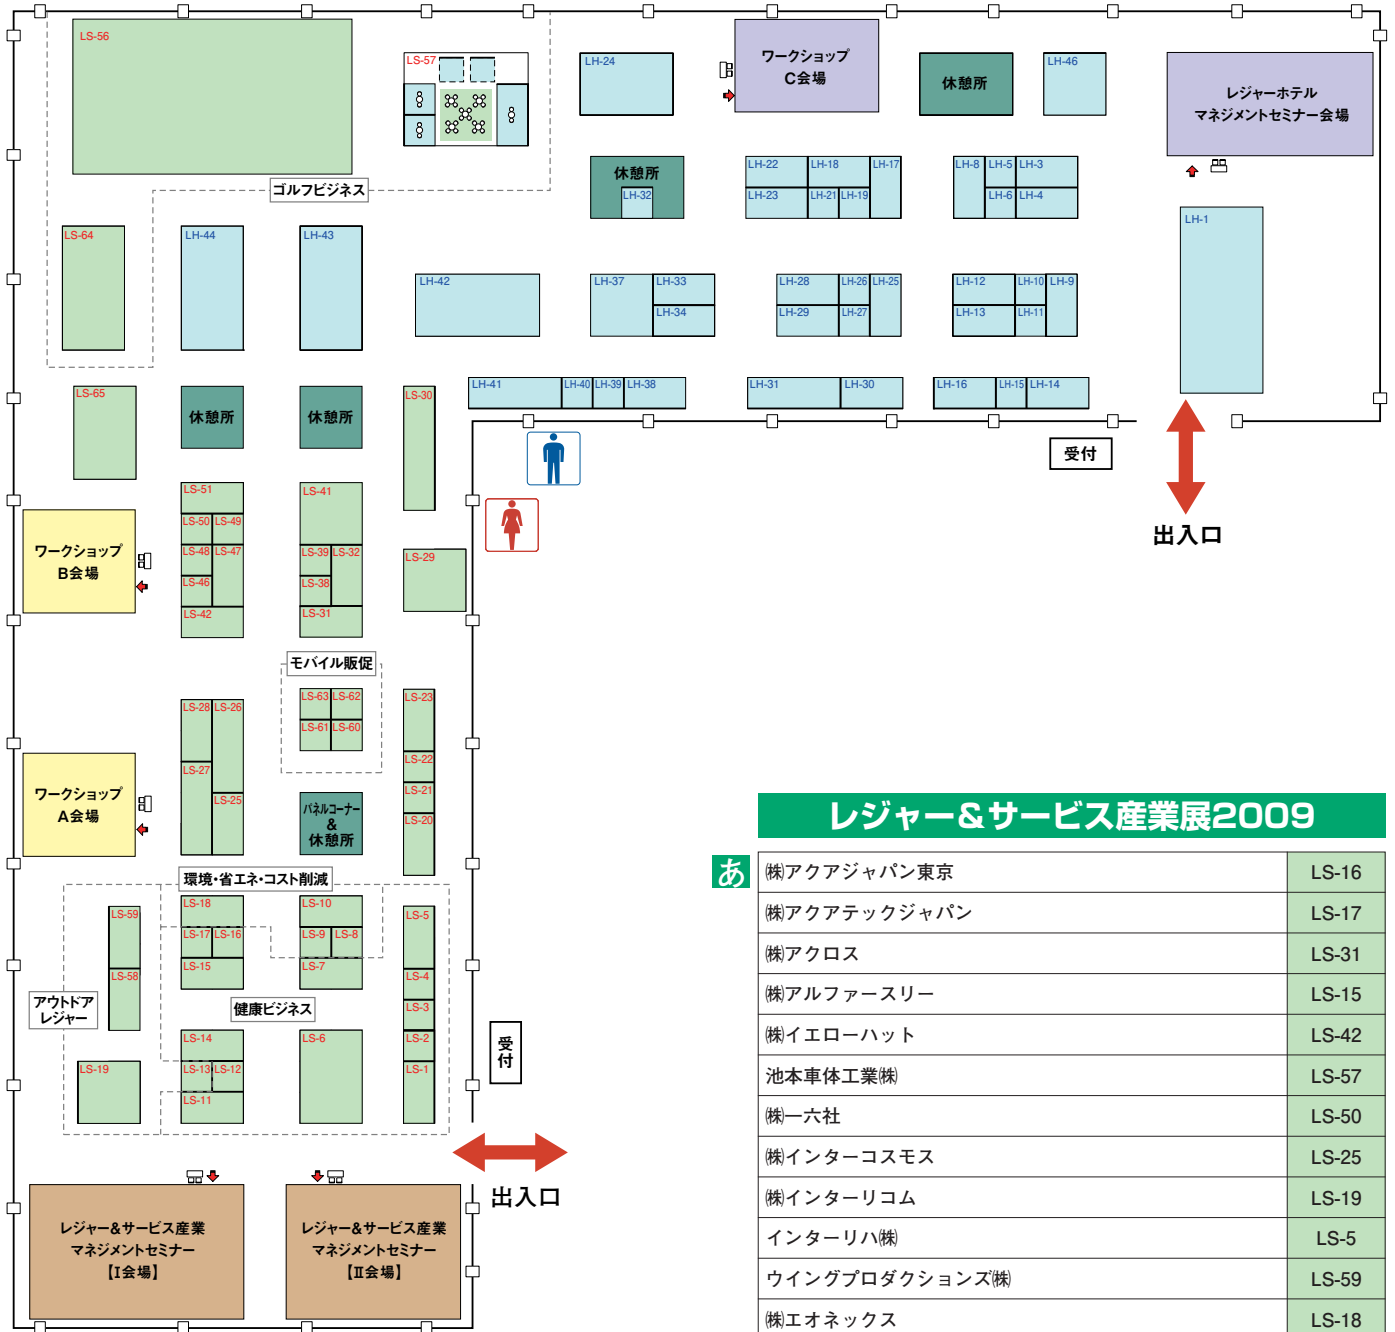 LS-56
LS-57
LH-24
ワークショップ
C会場
休憩所
LH-46
レジャーホテル
マネジメントセミナー会場
ゴルフビジネス
休憩所
LH-32
LH-22
LH-18
LH-17
LH-23
LH-21
LH-19
LH-8
LH-5
LH-3
LH-6
LH-4
LH-1
LS-64
LH-44
LH-43
LH-42
LH-37
LH-33
LH-34
LH-28
LH-26
LH-25
LH-29
LH-27
LH-12
LH-10
LH-9
LH-13
LH-11
LH-41
LH-40
LH-39
LH-38
LH-31
LH-30
LH-16
LH-15
LH-14
受付
出入口
LS-65
休憩所
休憩所
LS-30
LS-51
LS-50
LS-49
LS-48
LS-47
LS-46
LS-42
LS-41
LS-39
LS-32
LS-38
LS-31
LS-29
ワークショップ
B会場
モバイル販促
LS-63
LS-62
LS-61
LS-60
LS-28
LS-26
LS-27
LS-25
LS-23
LS-22
LS-21
LS-20
ワークショップ
A会場
パネルコーナー
&
休憩所
環境・省エネ・コスト削減
LS-18
LS-17
LS-16
LS-15
LS-10
LS-9
LS-8
LS-7
LS-5
LS-4
LS-3
LS-2
LS-1
LS-59
LS-58
アウトドア
レジャー
健康ビジネス
LS-14
LS-13
LS-12
LS-11
LS-6
LS-19
受付
出入口
レジャー&サービス産業
マネジメントセミナー
【I会場】
レジャー&サービス産業
マネジメントセミナー
【II会場】
レジャー&サービス産業展2009
あ
㈱アクアジャパン東京 LS-16
㈱アクアテックジャパン LS-17
㈱アクロス LS-31
㈱アルファースリー LS-15
㈱イエローハット LS-42
池本車体工業㈱ LS-57
㈱一六社 LS-50
㈱インターコスモス LS-25
㈱インターリコム LS-19
インターリハ㈱ LS-5
ウイングプロダクションズ㈱ LS-59
㈱エオネックス LS-18